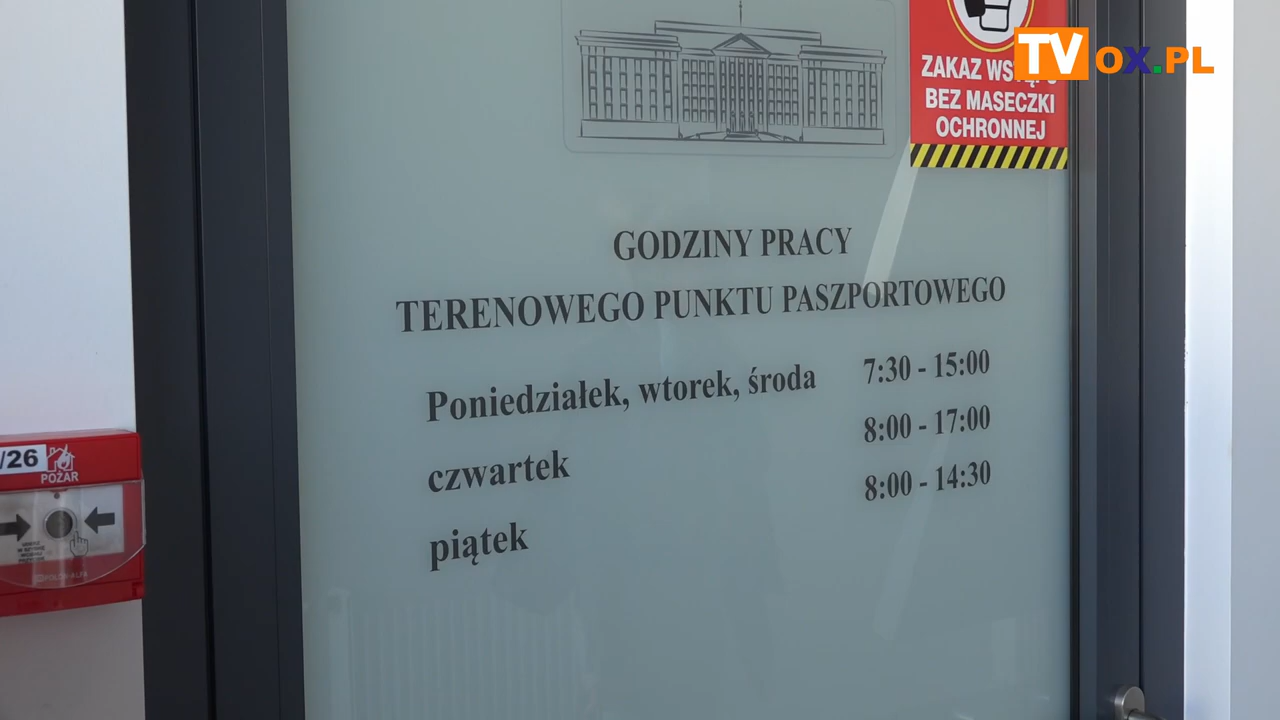 TVOX.PL
ZAKAZ
BEZ MASECZKI
OCHRONNEJ
GODZINY PRACY
TERENOWEGO PUNKTU PASZPORTOWEGO
Poniedziałek, wtorek, środa 7:30 - 15:00
czwartek 8:00 - 17:00
piątek 8:00 - 14:30
/26
POŻAR